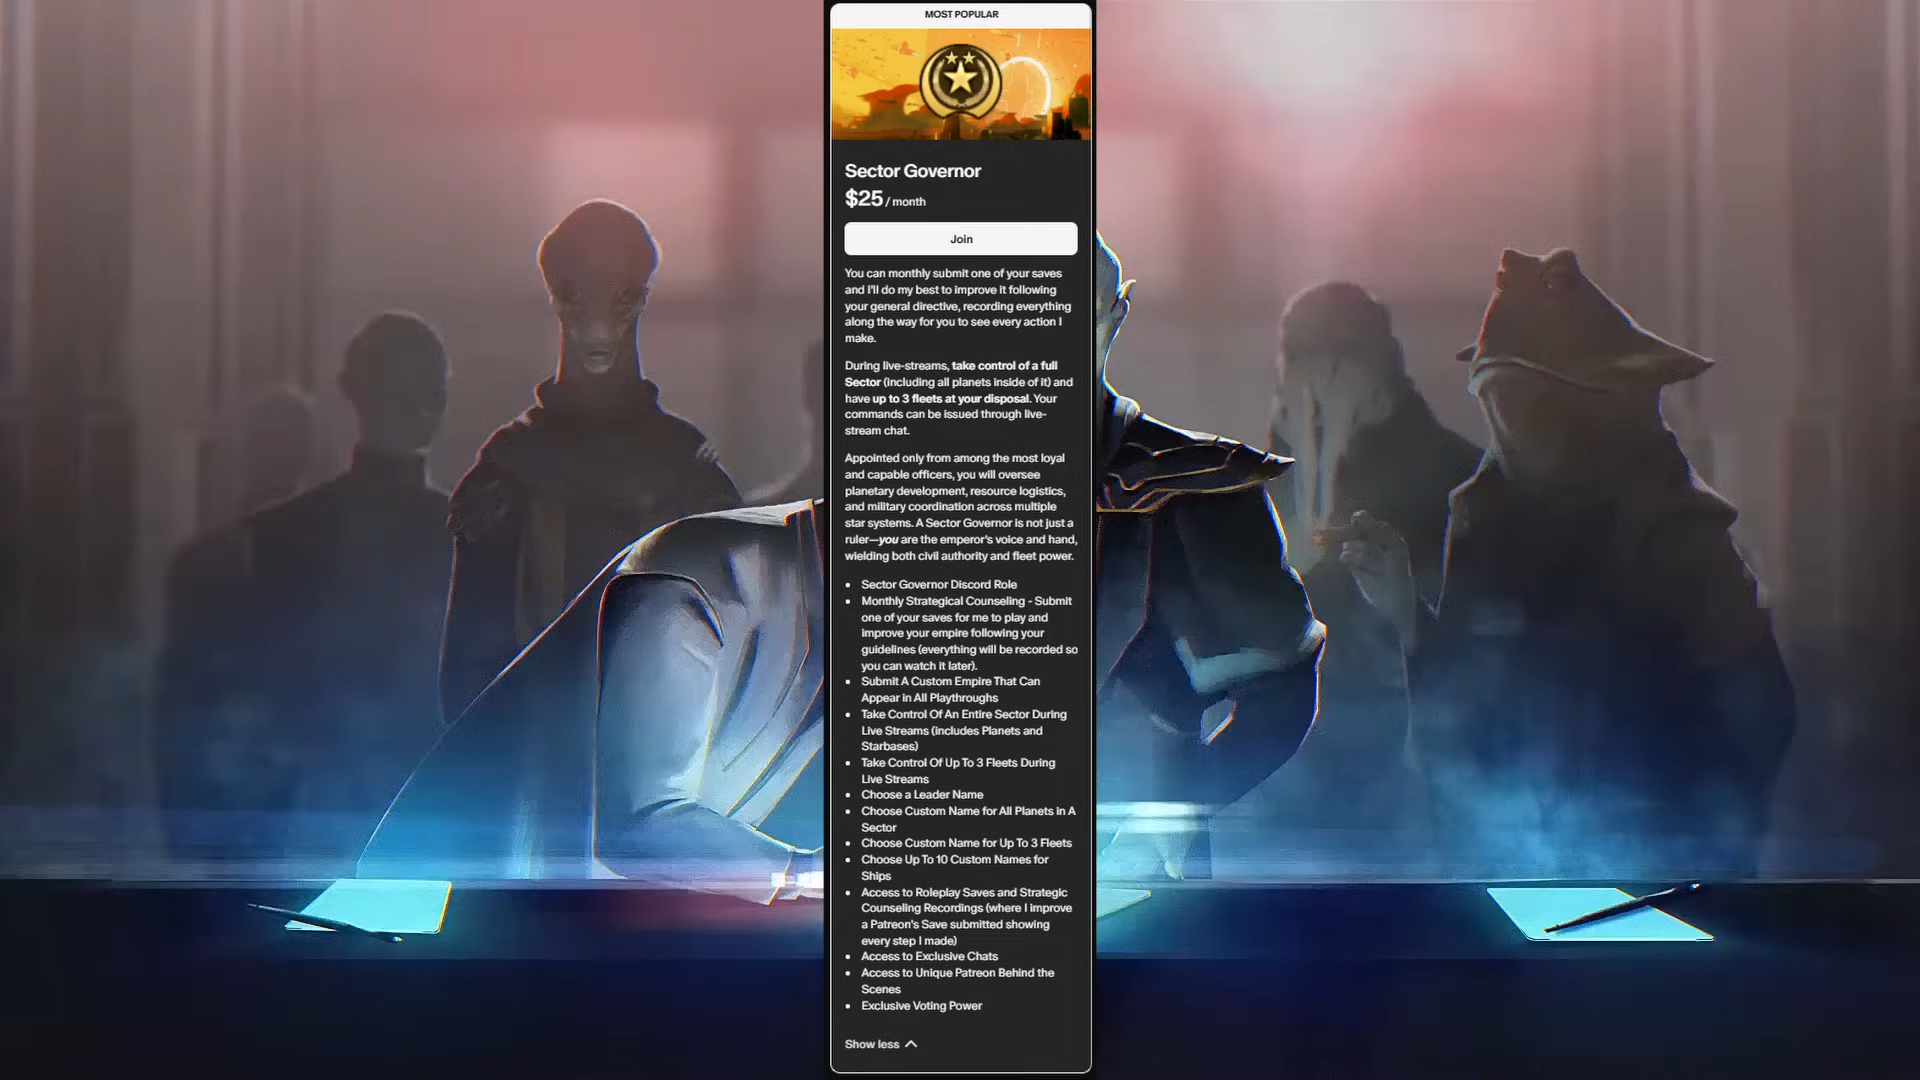 MOST POPULAR
Sector Governor
$25 / month
Join
You can monthly submit one of your saves
and I'll do my best to improve it following
your general directive, recording everything
along the way for you to see every action I
make.
During live-streams, take control of a full
Sector (including all planets inside of it) and
have up to 3 fleets at your disposal. Your
commands can be issued through live-
stream chat.
Appointed only from among the most loyal
and capable officers, you will oversee
planetary development, resource logistics,
and military coordination across multiple
star systems. A Sector Governor is not just a
ruler—you are the emperor's voice and hand,
wielding both civil authority and fleet power.
• Sector Governor Discord Role
• Monthly Strategical Counseling - Submit
one of your saves for me to play and
improve your empire following your
guidelines (everything will be recorded so
you can watch it later).
• Submit A Custom Empire That Can
Appear in All Playthroughs
• Take Control Of An Entire Sector During
Live Streams (includes Planets and
Starbases)
• Take Control Of Up To 3 Fleets During
Live Streams
• Choose a Leader Name
• Choose Custom Name for All Planets in A
Sector
• Choose Custom Name for Up To 3 Fleets
• Choose Up To 10 Custom Names for
Ships
• Access to Roleplay Saves and Strategic
Counseling Recordings (where I improve
a Patreon's Save submitted showing
every step I made)
• Access to Exclusive Chats
• Access to Unique Patreon Behind the
Scenes
• Exclusive Voting Power
Show less